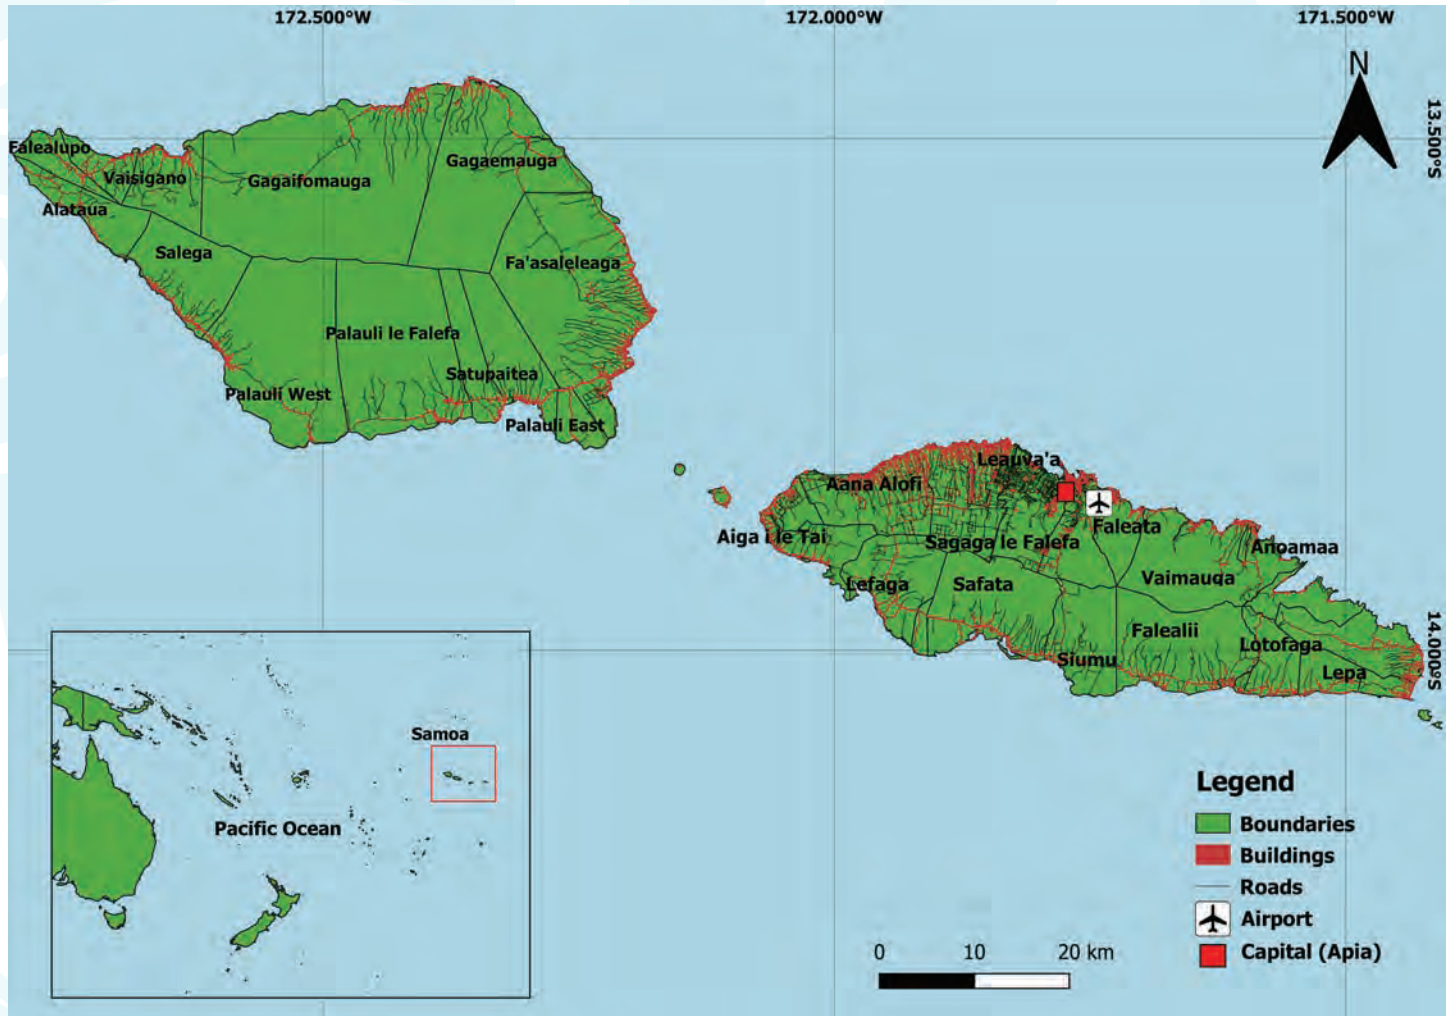 172.500°W
172.000°W
171.500°W
N
13.500°S
Falealupo
Vaisigano
Gagaifomauga
Gagaemauga
Alataua
Salega
Fa'asaleleaga
Palauli le Falefa
Satupaitea
Palauli West
Palauli East
Leauva'a
Aana Alofi
Faleata
Aiga i le Tai
Sagaga le Falefa
Anoamaa
Lefaga
Safata
Vaimauga
Falealii
Lotofaga
Siumu
Lepa
14.000°S
Samoa
Pacific Ocean
Legend
Boundaries
Buildings
Roads
Airport
Capital (Apia)
0 10 20 km